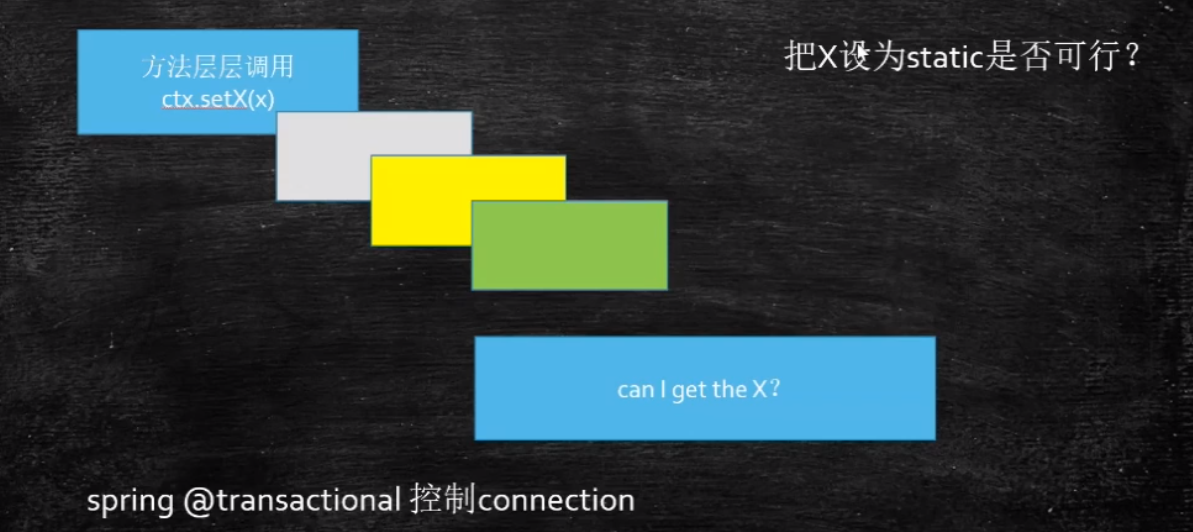 方法层层调用
ctx.setX(x)
把X设为static是否可行?
can I get the X?
spring @transactional 控制connection